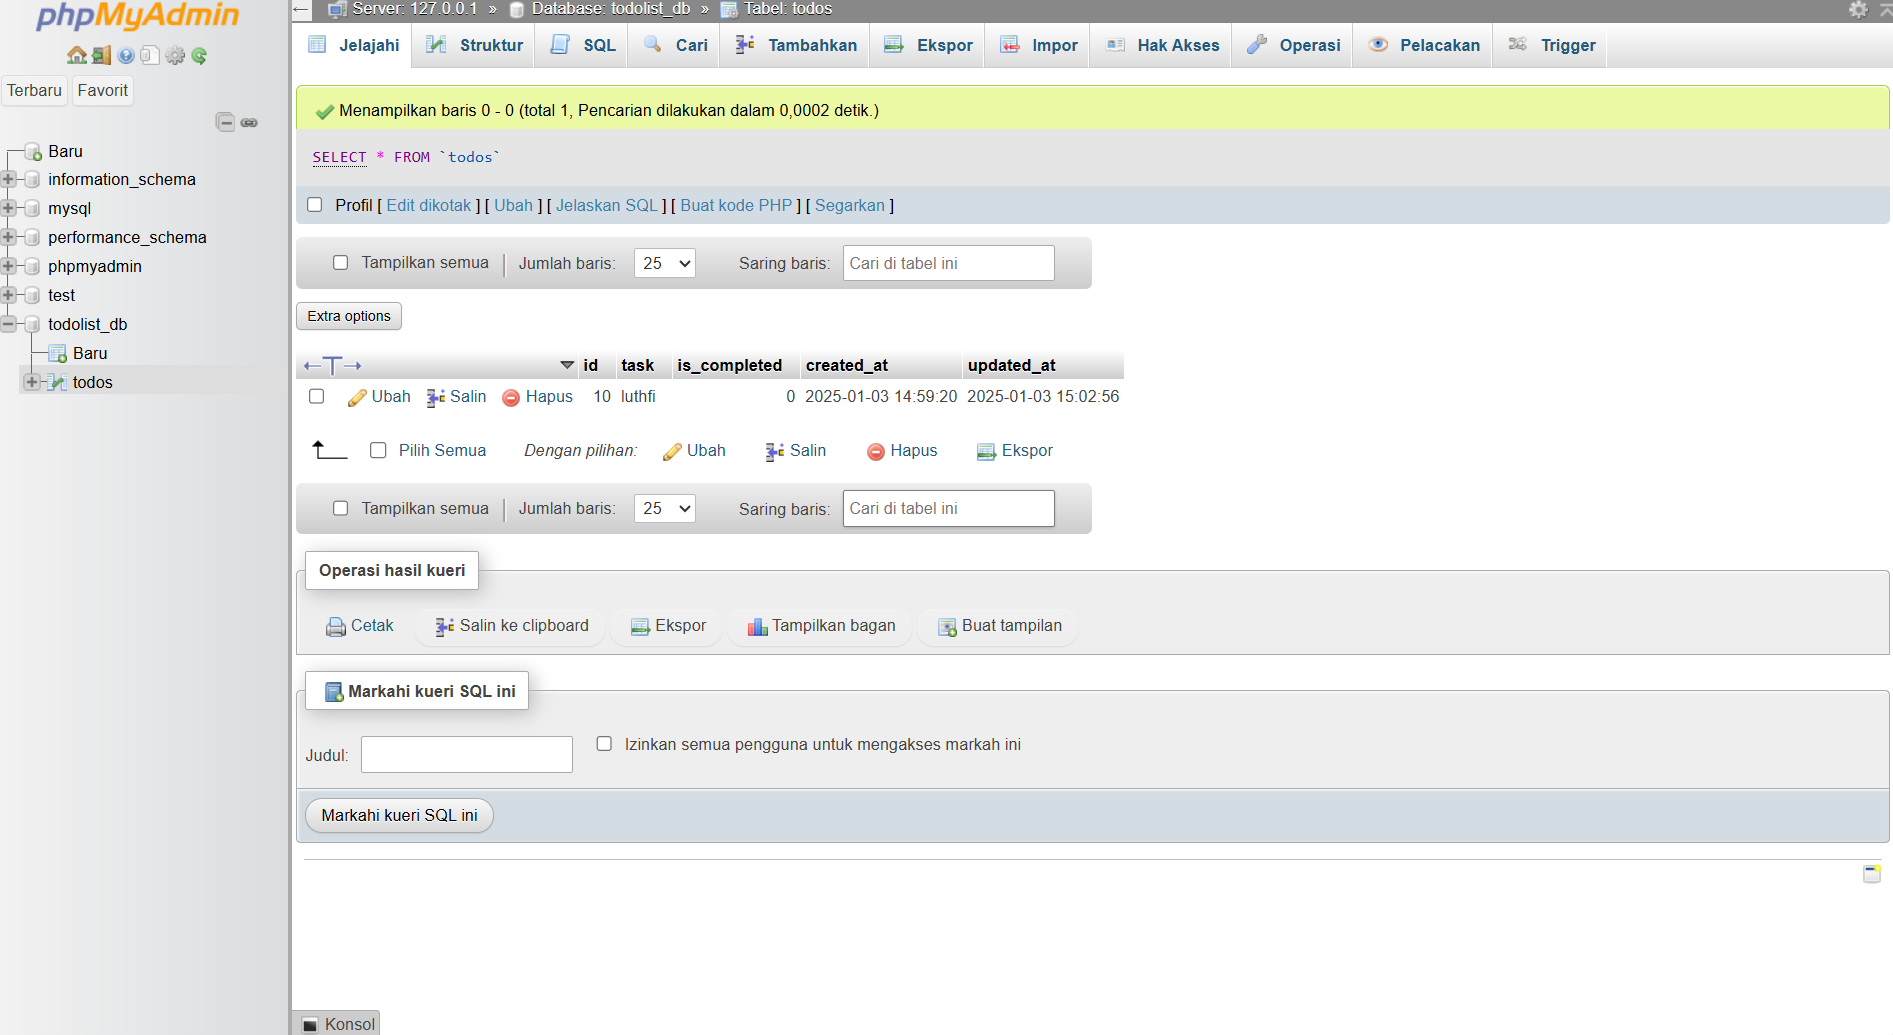 phpMyAdmin
Terbaru Favorit
Baru
information_schema
mysql
performance_schema
phpmyadmin
test
todolist_db
Baru
todos
Server: 127.0.0.1 » Database: todolist_db » Tabel: todos
Jelajahi Struktur SQL Cari Tambahkan Ekspor Impor Hak Akses Operasi Pelacakan Trigger
Menampilkan baris 0 - 0 (total 1, Pencarian dilakukan dalam 0,0002 detik.)
SELECT * FROM `todos`
Profil [ Edit dikotak ] [ Ubah ] [ Jelaskan SQL ] [ Buat kode PHP ] [ Segarkan ]
Tampilkan semua Jumlah baris: 25 Saring baris: Cari di tabel ini
Extra options
id task is_completed created_at updated_at
Ubah Salin Hapus 10 luthfi 0 2025-01-03 14:59:20 2025-01-03 15:02:56
Pilih Semua Dengan pilihan: Ubah Salin Hapus Ekspor
Tampilkan semua Jumlah baris: 25 Saring baris: Cari di tabel ini
Operasi hasil kueri
Cetak Salin ke clipboard Ekspor Tampilkan bagan Buat tampilan
Markahi kueri SQL ini
Judul: Izinkan semua pengguna untuk mengakses markah ini
Markahi kueri SQL ini
Konsol